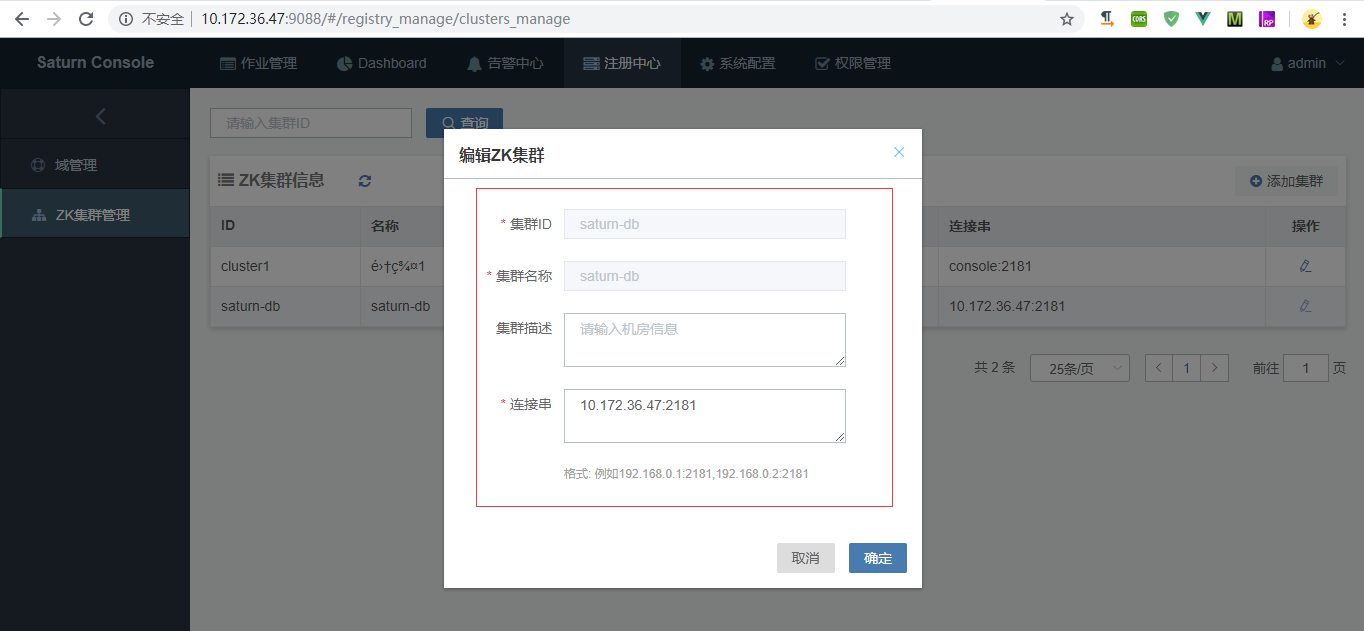 不安全 | 10.172.36.47:9088/#/registry_manage/clusters_manage
CORS
M
RP
Saturn Console 作业管理 Dashboard 告警中心 注册中心 系统配置 权限管理 admin
请输入集群ID 查询
域管理
ZK集群管理
ZK集群信息 添加集群
ID 名称 连接串 操作
cluster1 é›†ç¾¤1 console:2181
saturn-db saturn-db 10.172.36.47:2181
共 2 条 25条/页 1 前往 1 页
编辑ZK集群
* 集群ID saturn-db
* 集群名称 saturn-db
集群描述 请输入机房信息
* 连接串 10.172.36.47:2181
格式: 例如192.168.0.1:2181,192.168.0.2:2181
取消 确定